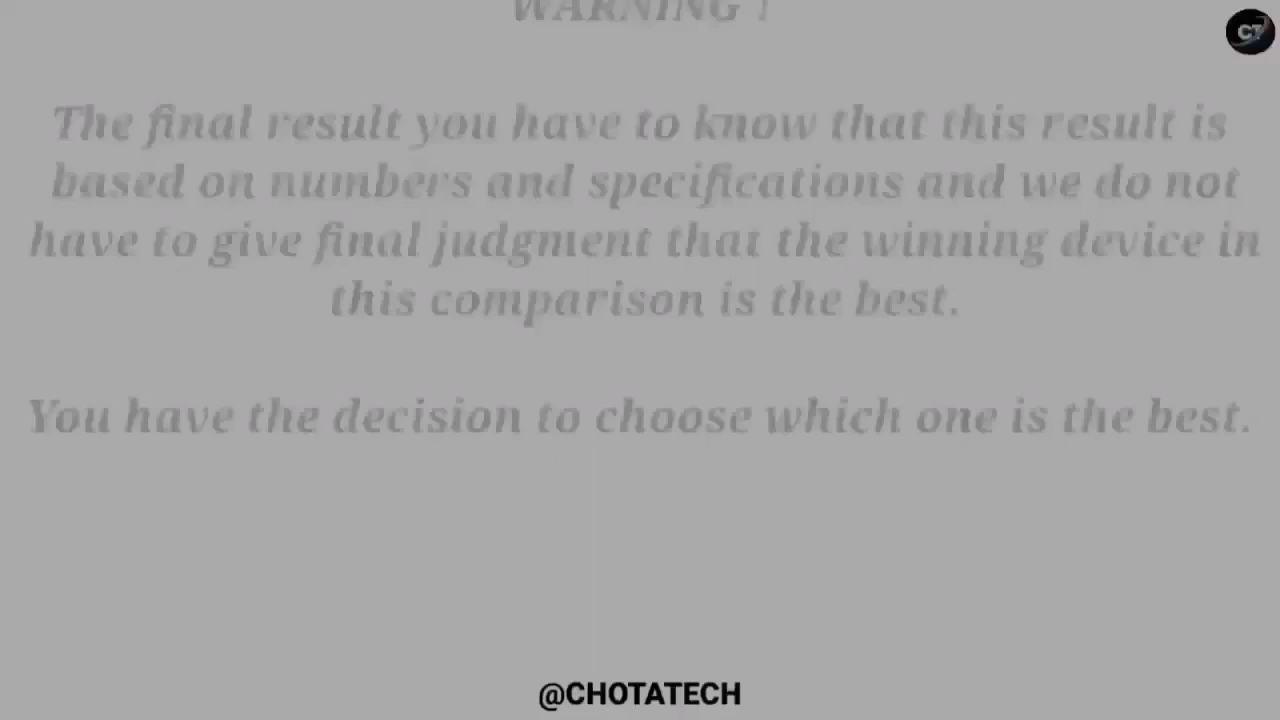 WARNING !
CT
The final result you have to know that this result is
based on numbers and specifications and we do not
have to give final judgment that the winning device in
this comparison is the best.
You have the decision to choose which one is the best.
@CHOTATECH